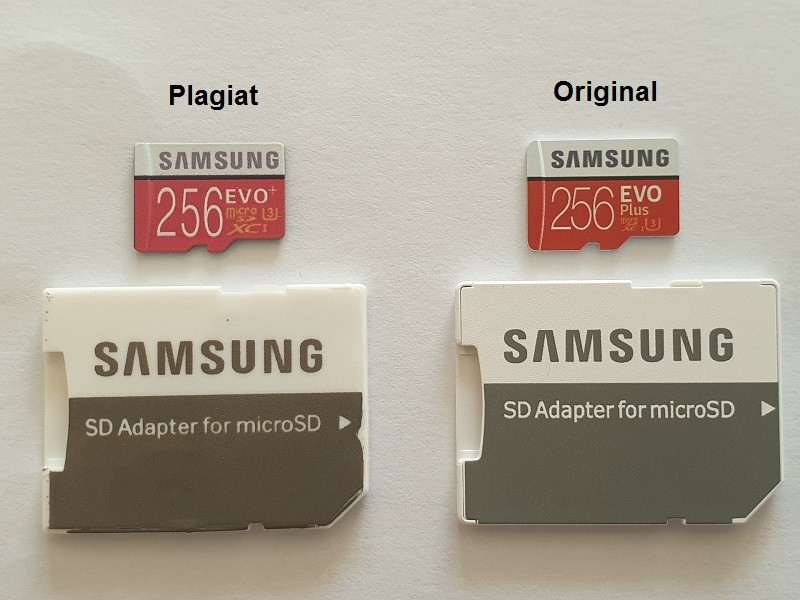 Plagiat
SAMSUNG
256 EVO+
micro
SD
XC I U3
SAMSUNG
SD Adapter for microSD
Original
SAMSUNG
256 EVO
Plus
micro
SD
XC I U3
SAMSUNG
SD Adapter for microSD